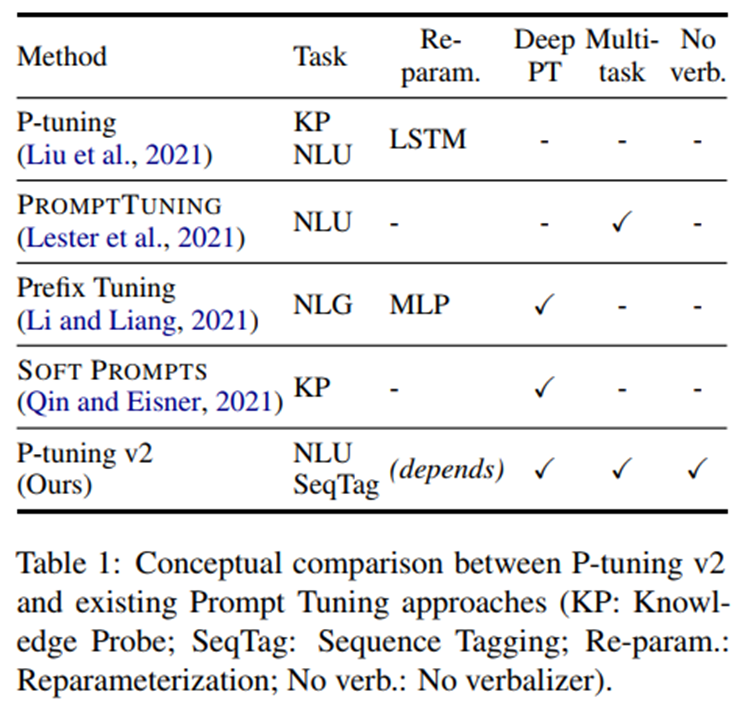 Method Task Re-param. Deep PT Multi-task No verb.
P-tuning (Liu et al., 2021) KP NLU LSTM - - -
PROMPTTUNING (Lester et al., 2021) NLU - - ✓ -
Prefix Tuning (Li and Liang, 2021) NLG MLP ✓ - -
SOFT PROMPTS (Qin and Eisner, 2021) KP - ✓ - -
P-tuning v2 (Ours) NLU SeqTag (depends) ✓ ✓ ✓
Table 1: Conceptual comparison between P-tuning v2
and existing Prompt Tuning approaches (KP: Knowl-
edge Probe; SeqTag: Sequence Tagging; Re-param.:
Reparameterization; No verb.: No verbalizer).